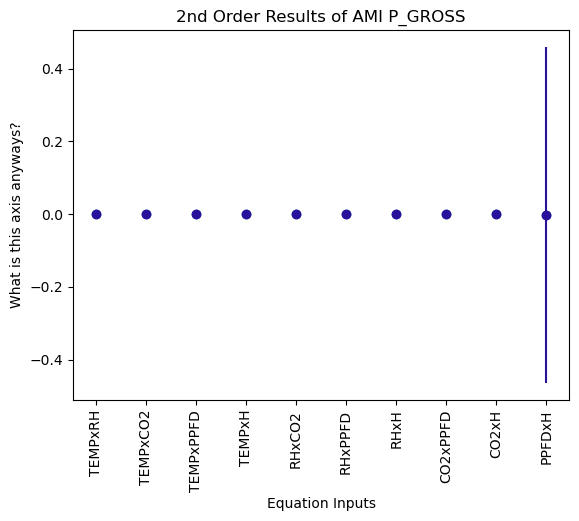 2nd Order Results of AMI P_GROSS
What is this axis anyways?
0.4
0.2
0.0
−0.2
−0.4
TEMPxRH
TEMPxCO2
TEMPxPPFD
TEMPxH
RHxCO2
RHxPPFD
RHxH
CO2xPPFD
CO2xH
PPFDxH
Equation Inputs